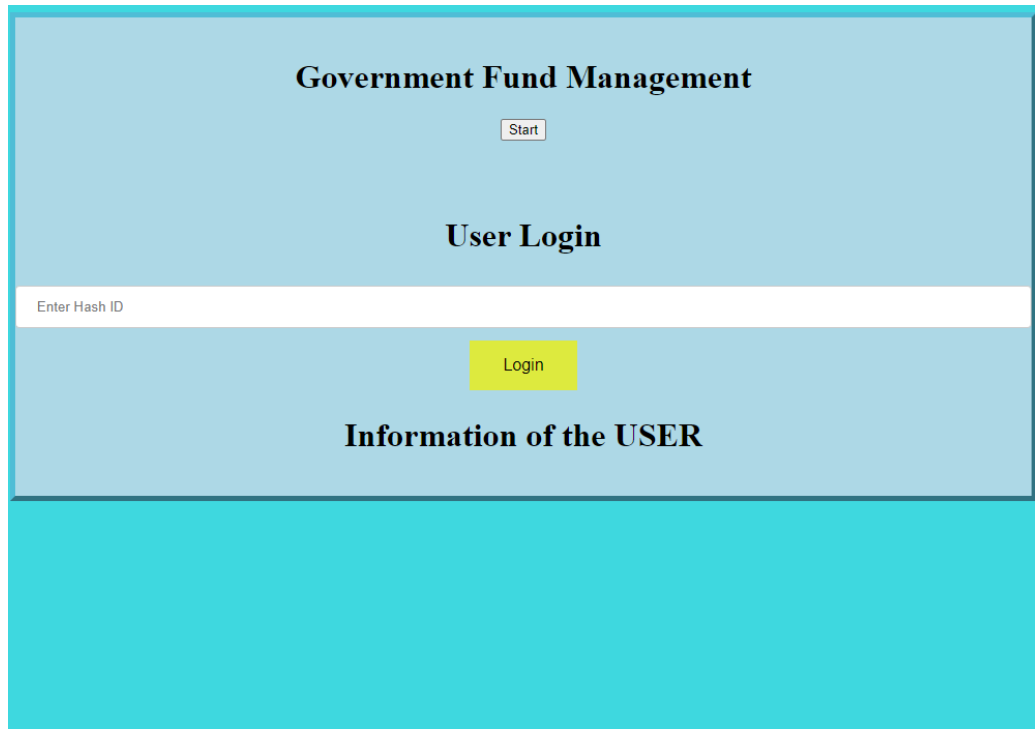 Government Fund Management
Start
User Login
Enter Hash ID
Login
Information of the USER